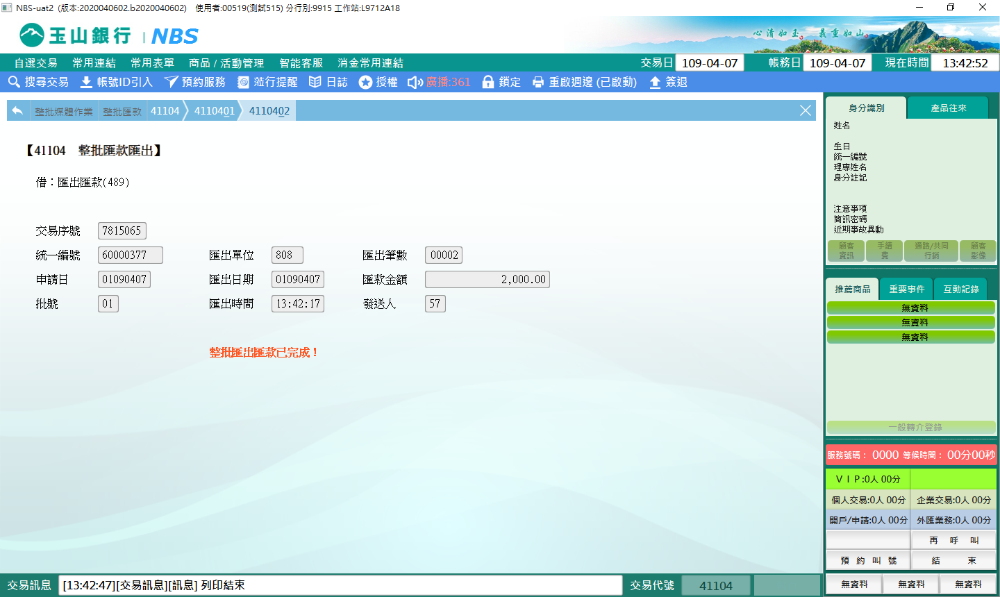 NBS-uat2 (版本:2020040602.b2020040602) 使用者:00519(測試515) 分行別:9915 工作站:L9712A18
玉山銀行 | NBS
心清如玉 義重如山
自選交易 常用連結 常用表單 商品 / 活動管理 智能客服 消金常用連結 交易日 109-04-07 帳務日 109-04-07 現在時間 13:42:52
搜尋交易 帳號ID引入 預約服務 蒞行提醒 日誌 授權 廣播:361 鎖定 重啟週邊 (已啟動) 簽退
整批媒體作業 整批匯款 41104 4110401 4110402
【41104 整批匯款匯出】
借：匯出匯款(489)
交易序號 7815065
統一編號 60000377 匯出單位 808 匯出筆數 00002
申請日 01090407 匯出日期 01090407 匯款金額 2,000.00
批號 01 匯出時間 13:42:17 發送人 57
整批匯出匯款已完成！
身分識別 產品往來
姓名
生日
統一編號
理專姓名
身分註記
注意事項
簡訊密碼
近期事故異動
顧客資訊 手續費 通路/共同行銷 顧客影像
推薦商品 重要事件 互動記錄
無資料
無資料
無資料
一般轉介登錄
服務號碼： 0000 等候時間： 00分00秒
ＶＩＰ:0人 00分
個人交易:0人 00分 企業交易:0人 00分
開戶/申請:0人 00分 外匯業務:0人 00分
再 呼 叫
預 約 叫 號 結 束
無資料 無資料 無資料
交易訊息 [13:42:47][交易訊息][訊息] 列印結束 交易代號 41104